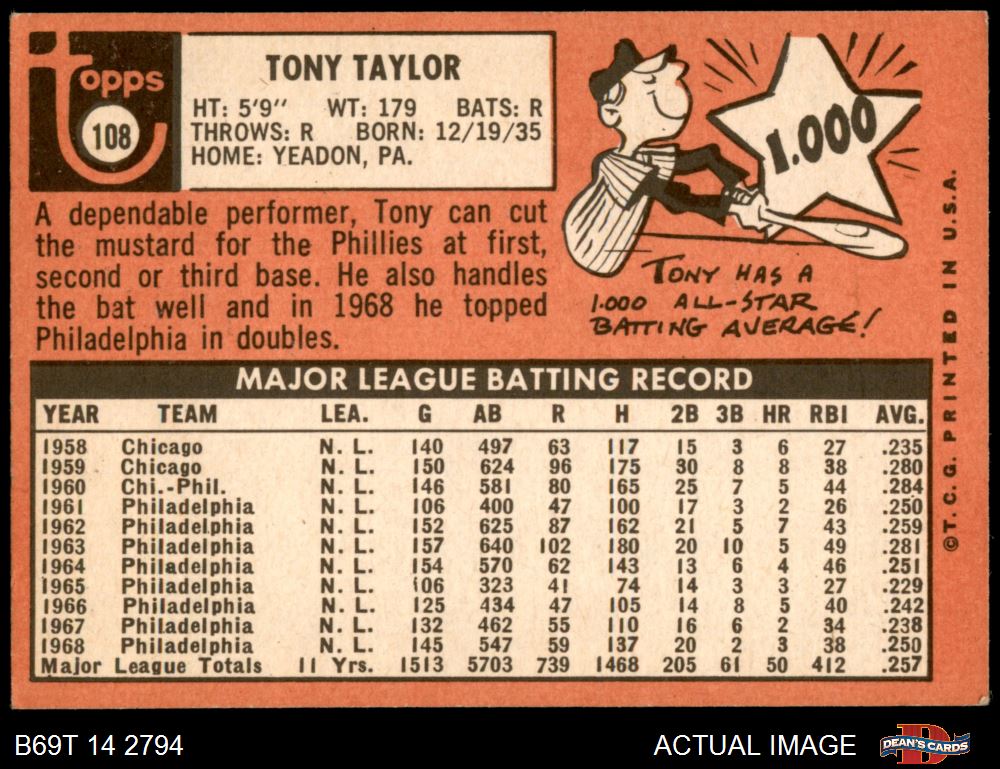 topps
108
TONY TAYLOR
HT: 5'9" WT: 179 BATS: R
THROWS: R BORN: 12/19/35
HOME: YEADON, PA.
A dependable performer, Tony can cut
the mustard for the Phillies at first,
second or third base. He also handles
the bat well and in 1968 he topped
Philadelphia in doubles.
1.000
TONY HAS A
1.000 ALL-STAR
BATTING AVERAGE!
MAJOR LEAGUE BATTING RECORD
YEAR TEAM LEA. G AB R H 2B 3B HR RBI AVG.
1958 Chicago N. L. 140 497 63 117 15 3 6 27 .235
1959 Chicago N. L. 150 624 96 175 30 8 8 38 .280
1960 Chi.-Phil. N. L. 146 581 80 165 25 7 5 44 .284
1961 Philadelphia N. L. 106 400 47 100 17 3 2 26 .250
1962 Philadelphia N. L. 152 625 87 162 21 5 7 43 .259
1963 Philadelphia N. L. 157 640 102 180 20 10 5 49 .281
1964 Philadelphia N. L. 154 570 62 143 13 6 4 46 .251
1965 Philadelphia N. L. 106 323 41 74 14 3 3 27 .229
1966 Philadelphia N. L. 125 434 47 105 14 8 5 40 .242
1967 Philadelphia N. L. 132 462 55 110 16 6 2 34 .238
1968 Philadelphia N. L. 145 547 59 137 20 2 3 38 .250
Major League Totals 11 Yrs. 1513 5703 739 1468 205 61 50 412 .257
©T. C. G. PRINTED IN U.S.A.
B69T 14 2794
ACTUAL IMAGE
DEAN'S CARDS